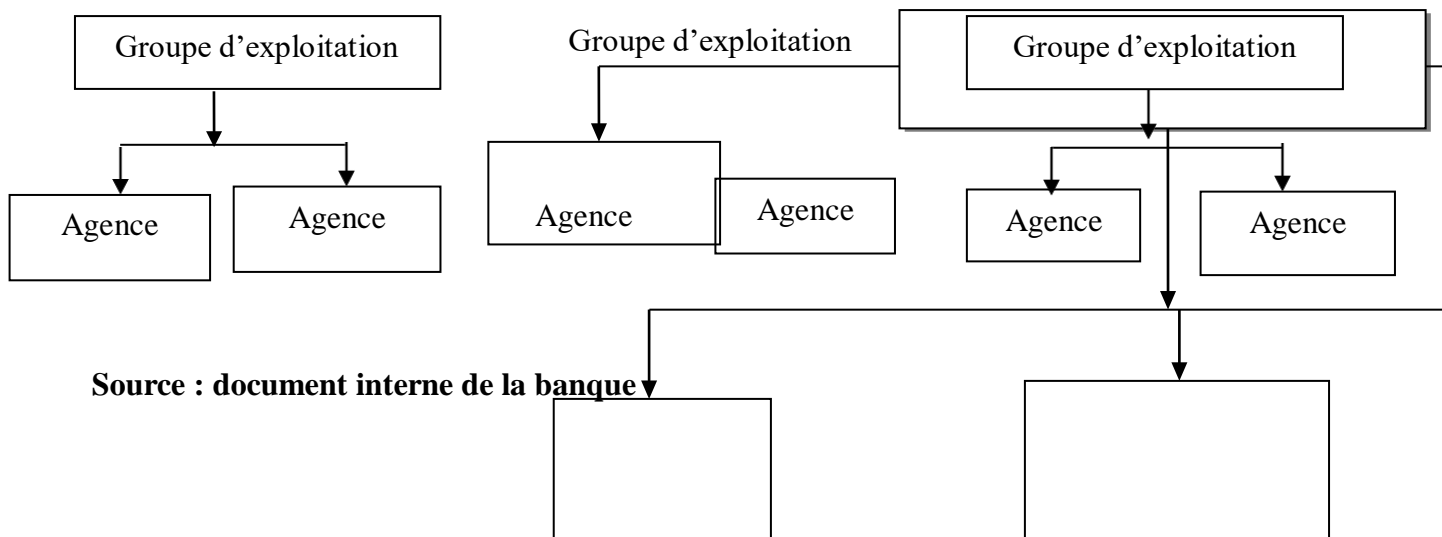 Groupe d’exploitation
Groupe d’exploitation
Groupe d’exploitation
Agence
Agence
Agence
Agence
Agence
Agence
Source : document interne de la banque